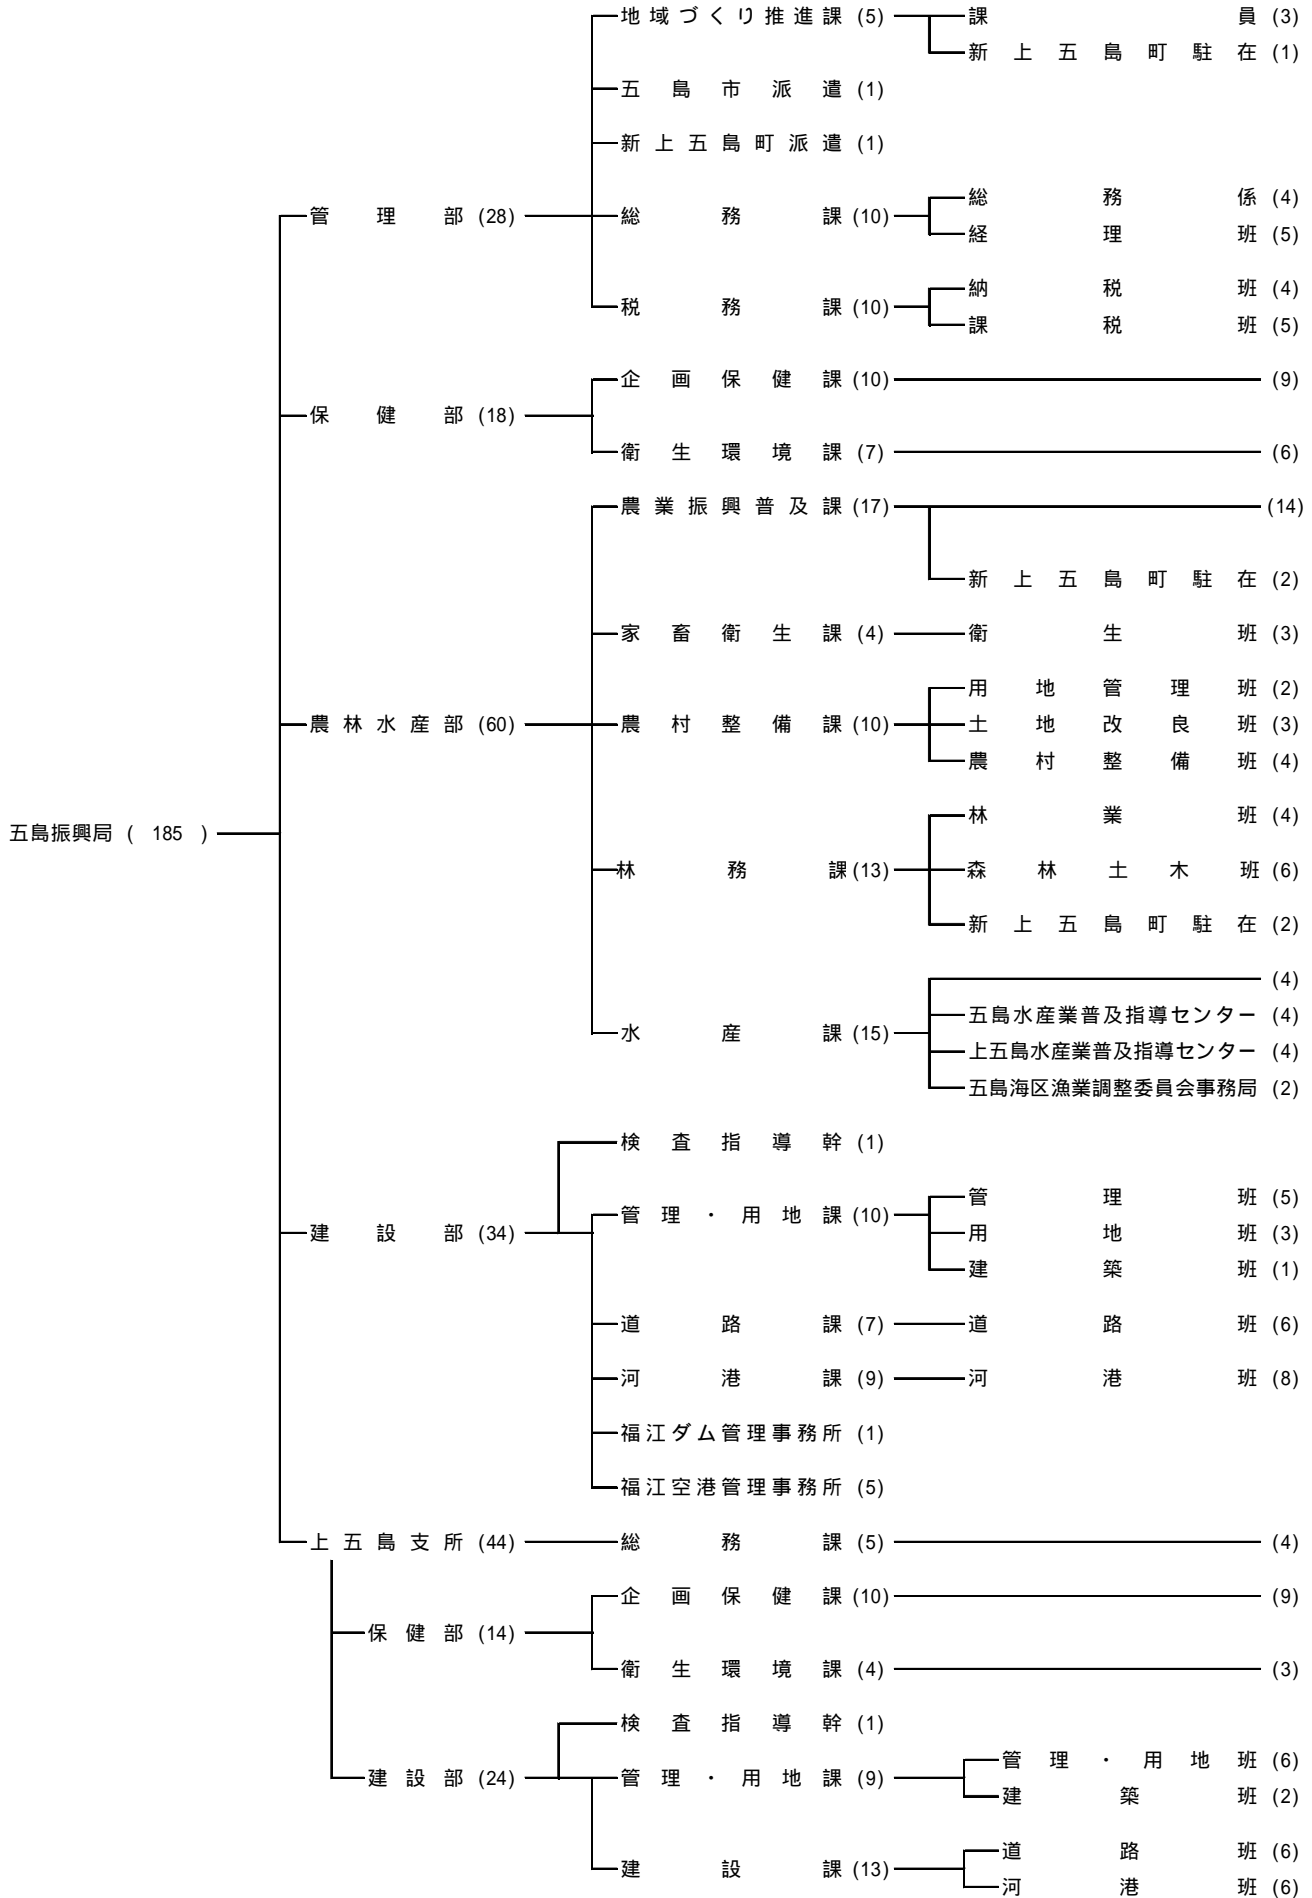 地域づくり推進課 (5) 課員 (3)
新上五島町駐在 (1)
五島市派遣 (1)
新上五島町派遣 (1)
総務係 (4)
管理部 (28) 総務課 (10)
経理班 (5)
納税班 (4)
税務課 (10)
課税班 (5)
企画保健課 (10) (9)
保健部 (18)
衛生環境課 (7) (6)
農業振興普及課 (17) (14)
新上五島町駐在 (2)
家畜衛生課 (4) 衛生班 (3)
用地管理班 (2)
農林水産部 (60) 農村整備課 (10) 土地改良班 (3)
農村整備班 (4)
林業班 (4)
五島振興局 ( 185 )
林務課 (13) 森林土木班 (6)
新上五島町駐在 (2)
(4)
五島水産業普及指導センター (4)
水産課 (15)
上五島水産業普及指導センター (4)
五島海区漁業調整委員会事務局 (2)
検査指導幹 (1)
管理班 (5)
管理・用地課 (10)
建設部 (34) 用地班 (3)
建築班 (1)
道路課 (7) 道路班 (6)
河港課 (9) 河港班 (8)
福江ダム管理事務所 (1)
福江空港管理事務所 (5)
上五島支所 (44) 総務課 (5) (4)
企画保健課 (10) (9)
保健部 (14)
衛生環境課 (4) (3)
検査指導幹 (1)
管理・用地班 (6)
建設部 (24) 管理・用地課 (9)
建築班 (2)
道路班 (6)
建設課 (13)
河港班 (6)